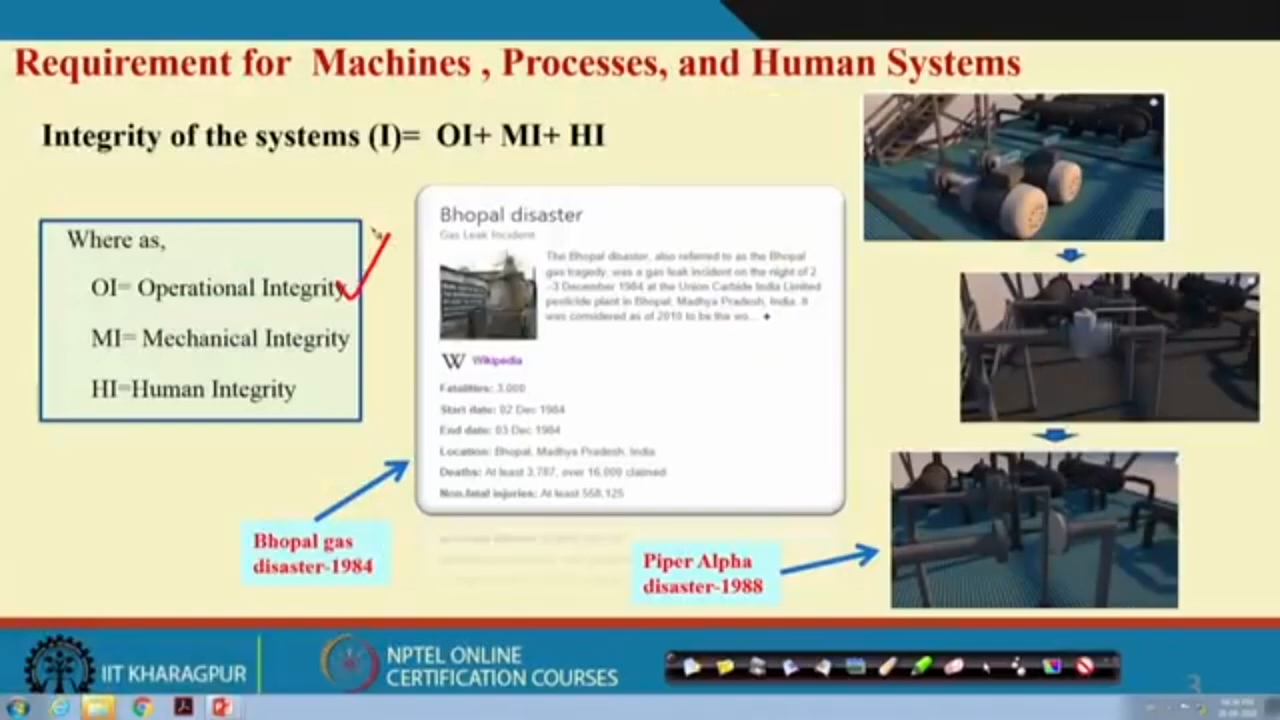 Requirement for Machines , Processes, and Human Systems
Integrity of the systems (I)= OI+ MI+ HI
Where as,
OI= Operational Integrity
MI= Mechanical Integrity
HI=Human Integrity
Bhopal disaster
Gas Leak Incident
The Bhopal disaster, also referred to as the Bhopal
gas tragedy, was a gas leak incident on the night of 2
–3 December 1984 at the Union Carbide India Limited
pesticide plant in Bhopal, Madhya Pradesh, India. It
was considered as of 2010 to be the wo...
W Wikipedia
Fatalities: 3,000
Start date: 02 Dec 1984
End date: 03 Dec 1984
Location: Bhopal, Madhya Pradesh, India
Deaths: At least 3,787, over 16,000 claimed
Non-fatal injuries: At least 558,125
Bhopal gas
disaster-1984
Piper Alpha
disaster-1988
IIT KHARAGPUR
NPTEL ONLINE
CERTIFICATION COURSES
3